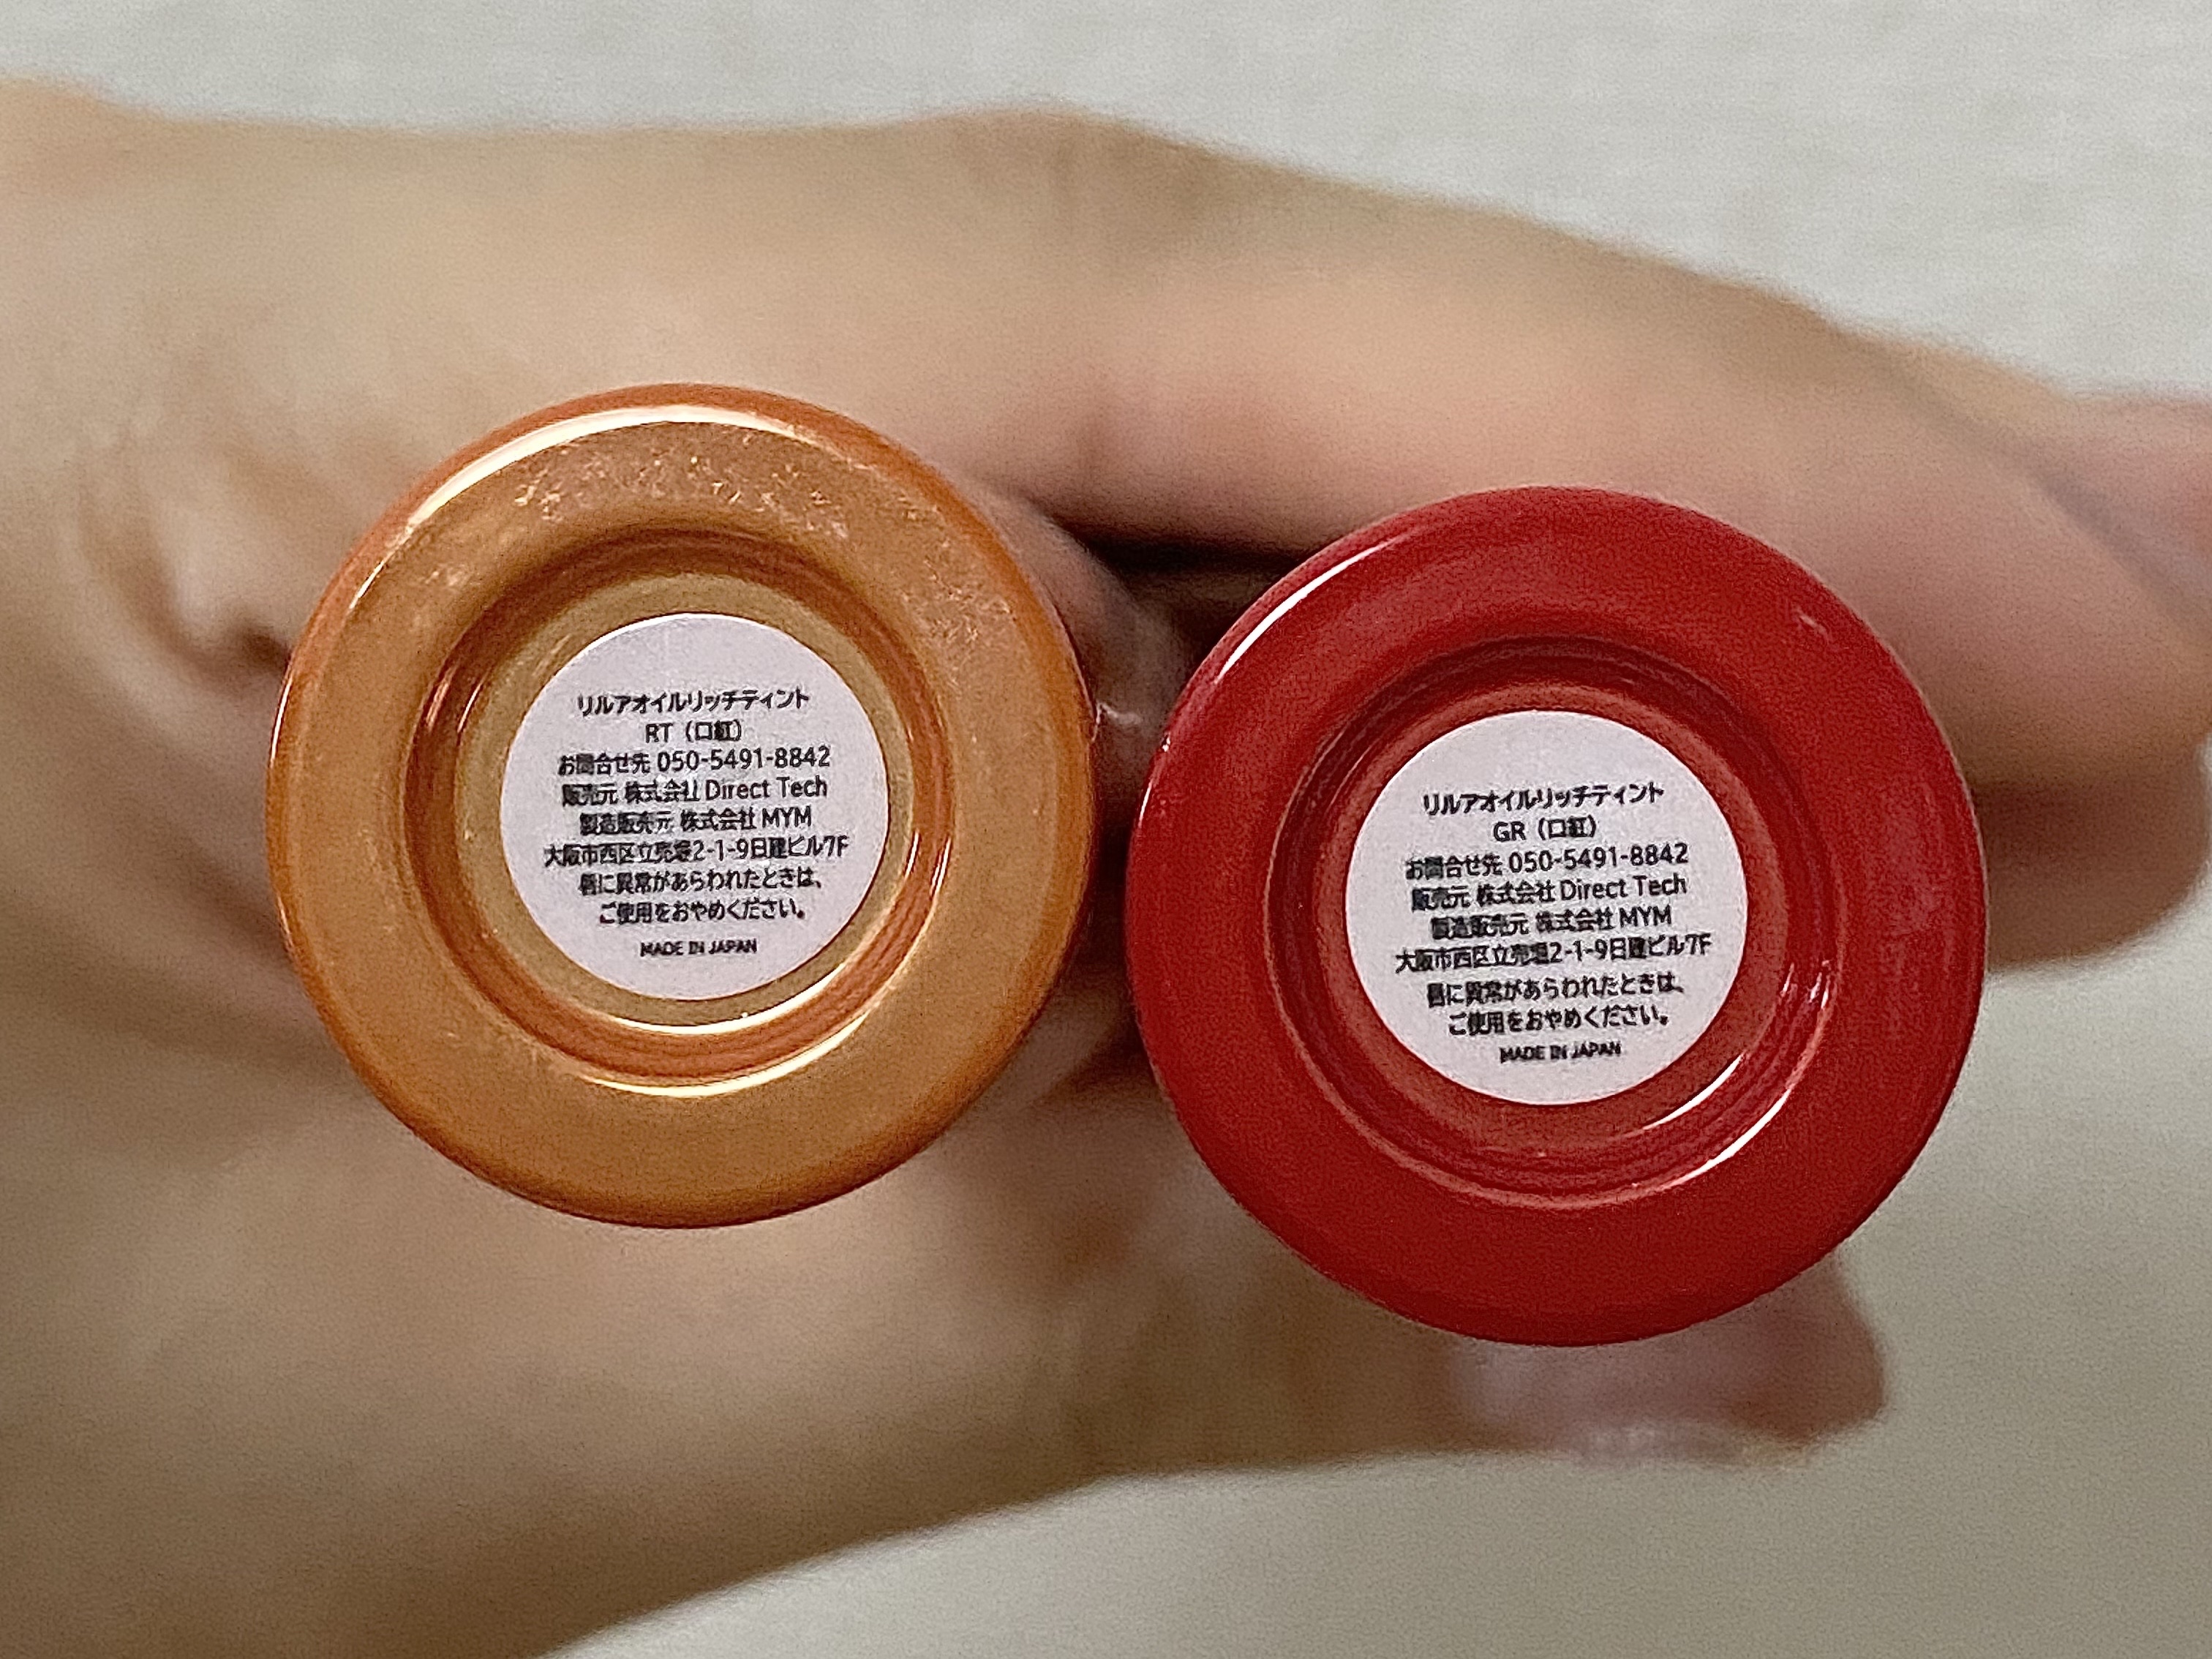 リルアオイルリッチティント
RT（口紅）
お問合せ先 050-5491-8842
販売元 株式会社 Direct Tech
製造販売元 株式会社 MYM
大阪市西区立売堀2-1-9日建ビル7F
唇に異常があらわれたときは、
ご使用をおやめください。
MADE IN JAPAN
リルアオイルリッチティント
GR（口紅）
お問合せ先 050-5491-8842
販売元 株式会社 Direct Tech
製造販売元 株式会社 MYM
大阪市西区立売堀2-1-9日建ビル7F
唇に異常があらわれたときは、
ご使用をおやめください。
MADE IN JAPAN